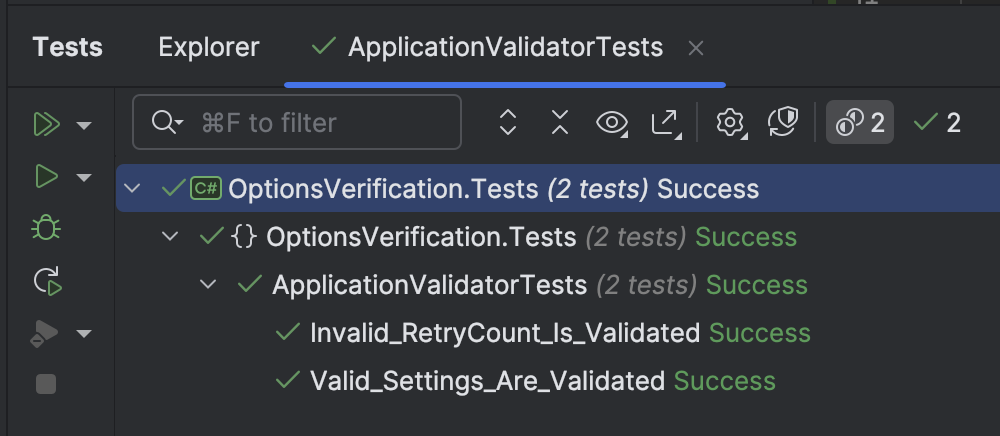 Tests Explorer ApplicationValidatorTests
⌘F to filter 2 2
C# OptionsVerification.Tests (2 tests) Success
{} OptionsVerification.Tests (2 tests) Success
ApplicationValidatorTests (2 tests) Success
Invalid_RetryCount_Is_Validated Success
Valid_Settings_Are_Validated Success